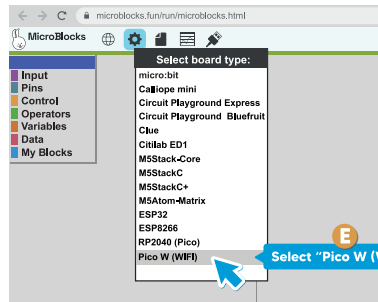 microblocks.fun/run/microblocks.html
MicroBlocks
Select board type:
Input
Pins
Control
Operators
Variables
Data
My Blocks
micro:bit
Calliope mini
Circuit Playground Express
Circuit Playground Bluefruit
Clue
Citilab ED1
M5Stack-Core
M5StackC
M5StackC+
M5Atom-Matrix
ESP32
ESP8266
RP2040 (Pico)
Pico W (WIFI)
E
Select "Pico W (